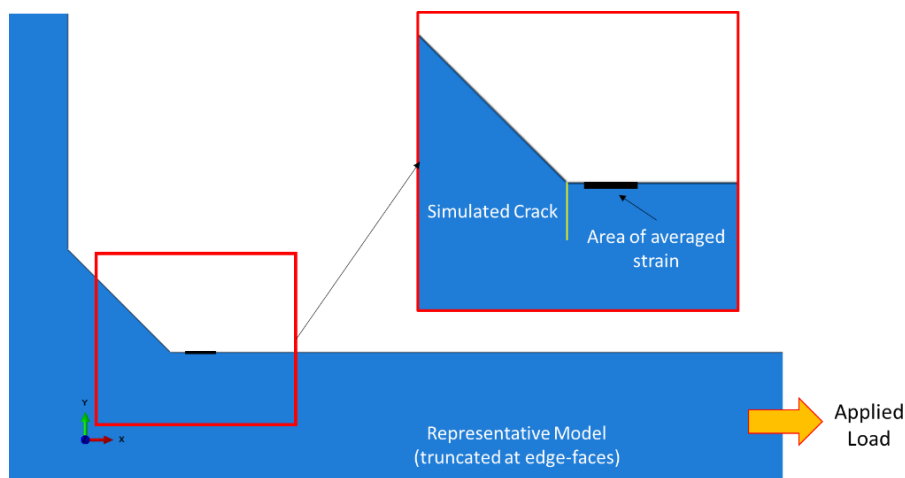 Simulated Crack
Area of averaged
strain
Y
X
Applied
Load
Representative Model
(truncated at edge-faces)